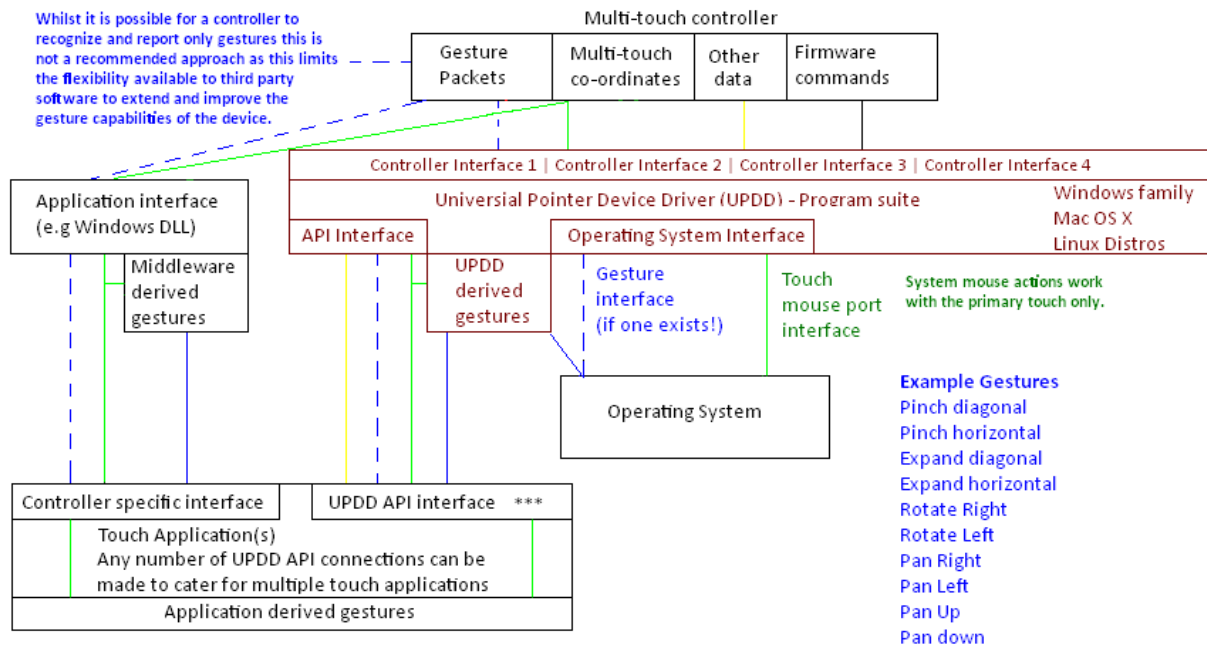 Whilst it is possible for a controller to
recognize and report only gestures this is
not a recommended approach as this limits
the flexibility available to third party
software to extend and improve the
gesture capabilities of the device.
Multi-touch controller
Gesture
Packets
Multi-touch
co-ordinates
Other
data
Firmware
commands
Controller Interface 1 | Controller Interface 2 | Controller Interface 3 | Controller Interface 4
Universial Pointer Device Driver (UPDD) - Program suite
Windows family
Mac OS X
Linux Distros
Application interface
(e.g Windows DLL)
API Interface
Operating System Interface
Middleware
derived
gestures
UPDD
derived
gestures
Gesture
interface
(if one exists!)
Touch
mouse port
interface
System mouse actions work
with the primary touch only.
Operating System
Example Gestures
Pinch diagonal
Pinch horizontal
Expand diagonal
Expand horizontal
Rotate Right
Rotate Left
Pan Right
Pan Left
Pan Up
Pan down
Controller specific interface
UPDD API interface ***
Touch Application(s)
Any number of UPDD API connections can be
made to cater for multiple touch applications
Application derived gestures